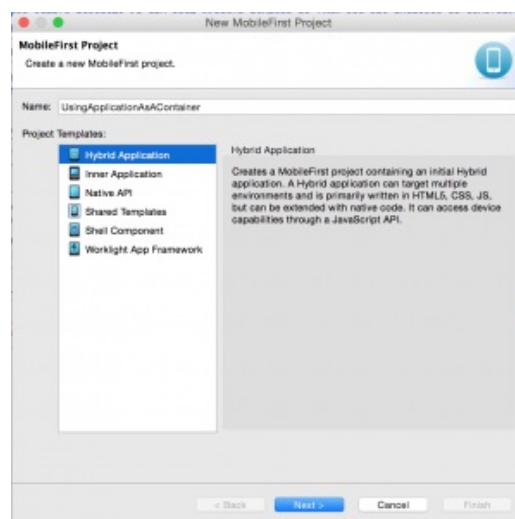 New MobileFirst Project
MobileFirst Project
Create a new MobileFirst project.
Name: UsingApplicationAsAContainer
Project Templates:
Hybrid Application
Inner Application
Native API
Shared Templates
Shell Component
Worklight App Framework
Hybrid Application
Creates a MobileFirst project containing an initial Hybrid
application. A Hybrid application can target multiple
environments and is primarily written in HTML5, CSS, JS,
but can be extended with native code. It can access device
capabilities through a JavaScript API.
< Back
Next >
Cancel
Finish